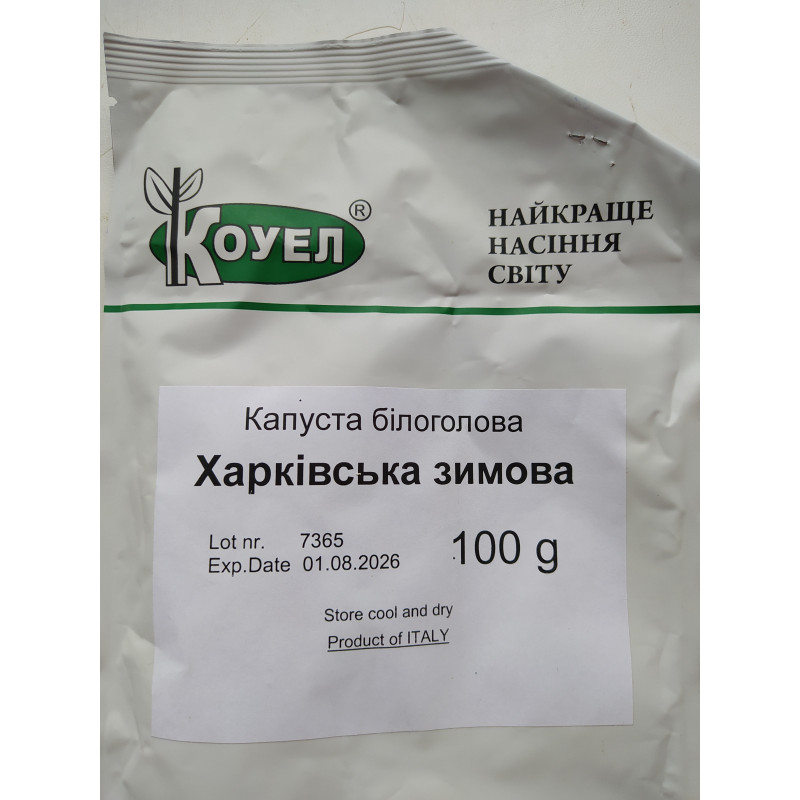 КОУЕЛ®
НАЙКРАЩЕ
НАСІННЯ
СВІТУ
Капуста білоголова
Харківська зимова
Lot nr. 7365
Exp.Date 01.08.2026
100 g
Store cool and dry
Product of ITALY